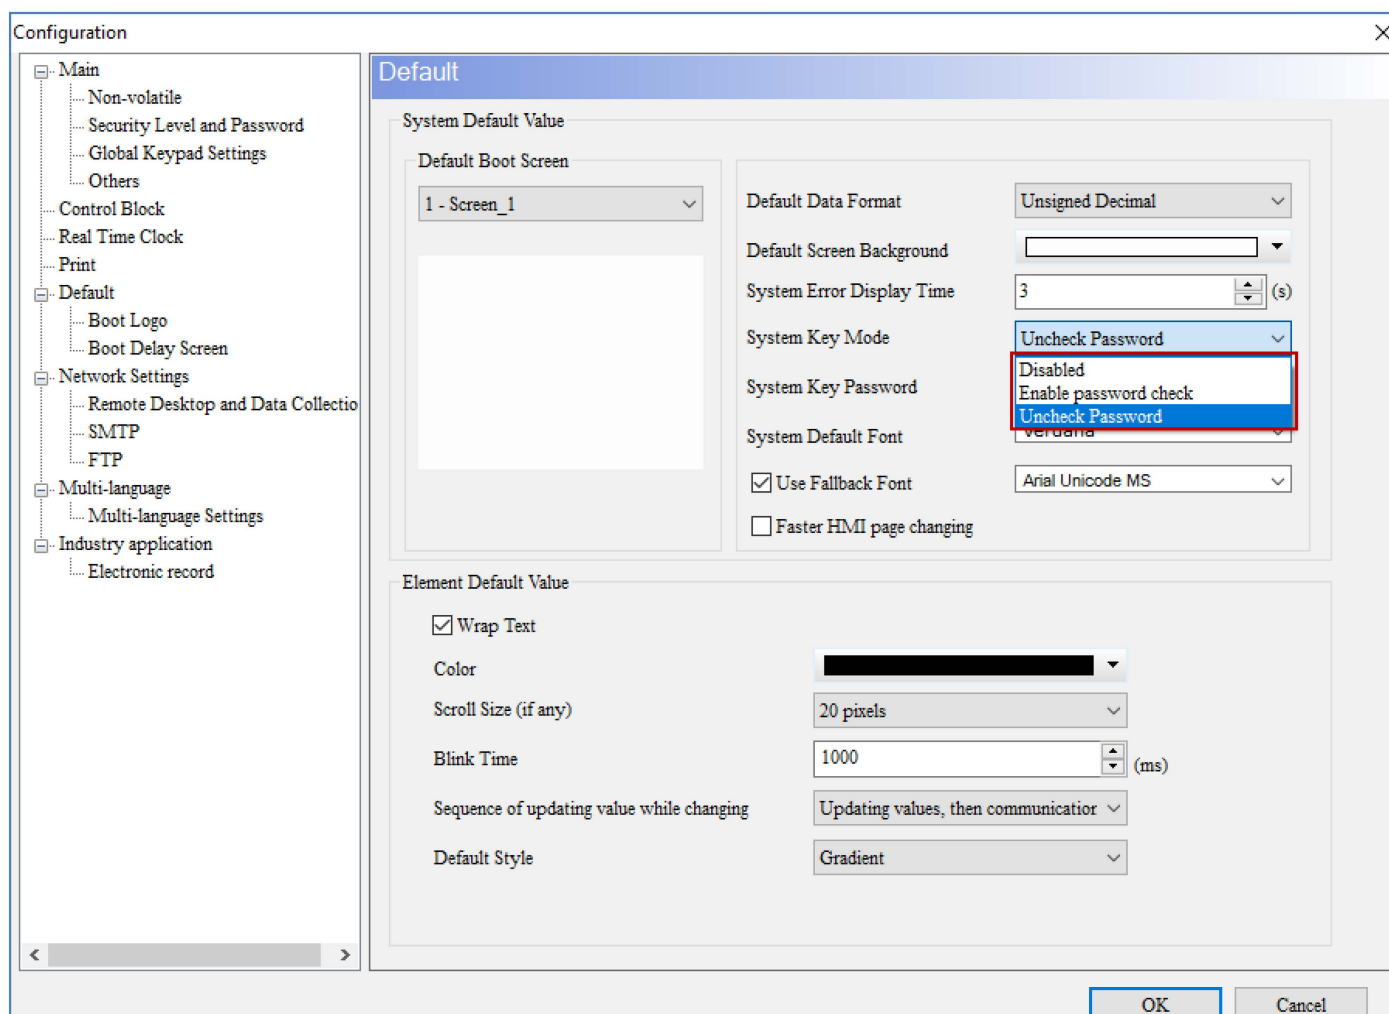 Configuration
Main
Non-volatile
Security Level and Password
Global Keypad Settings
Others
Control Block
Real Time Clock
Print
Default
Boot Logo
Boot Delay Screen
Network Settings
Remote Desktop and Data Collectio
SMTP
FTP
Multi-language
Multi-language Settings
Industry application
Electronic record
Default
System Default Value
Default Boot Screen
1 - Screen_1
Default Data Format
Unsigned Decimal
Default Screen Background
System Error Display Time
3
(s)
System Key Mode
Uncheck Password
Disabled
Enable password check
Uncheck Password
System Key Password
System Default Font
Verdana
Use Fallback Font
Arial Unicode MS
Faster HMI page changing
Element Default Value
Wrap Text
Color
Scroll Size (if any)
20 pixels
Blink Time
1000
(ms)
Sequence of updating value while changing
Updating values, then communication
Default Style
Gradient
OK
Cancel